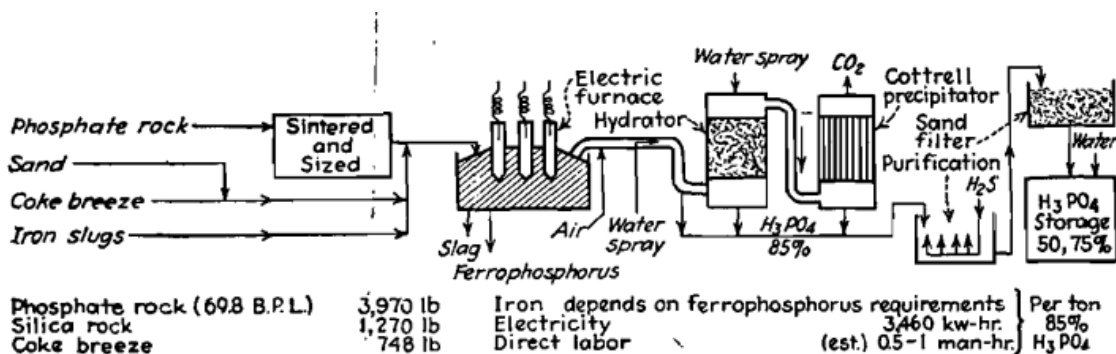 Water spray
CO2
Electric
furnace
Hydrator
Cottrell
precipitator
Sand
filter
Purification
H2S
Water
Phosphate rock
Sintered
and
Sized
Sand
Coke breeze
Iron slugs
Slag
Ferrophosphorus
Air
Water
spray
H3PO4
85%
H3PO4
Storage
50,75%
Phosphate rock (69.8 B.P.L.) 3,970 lb
Silica rock 1,270 lb
Coke breeze 748 lb
Iron depends on ferrophosphorus requirements
Electricity 3,460 kw-hr.
Direct labor (est.) 0.5-1 man-hr.
Per ton
85%
H3PO4